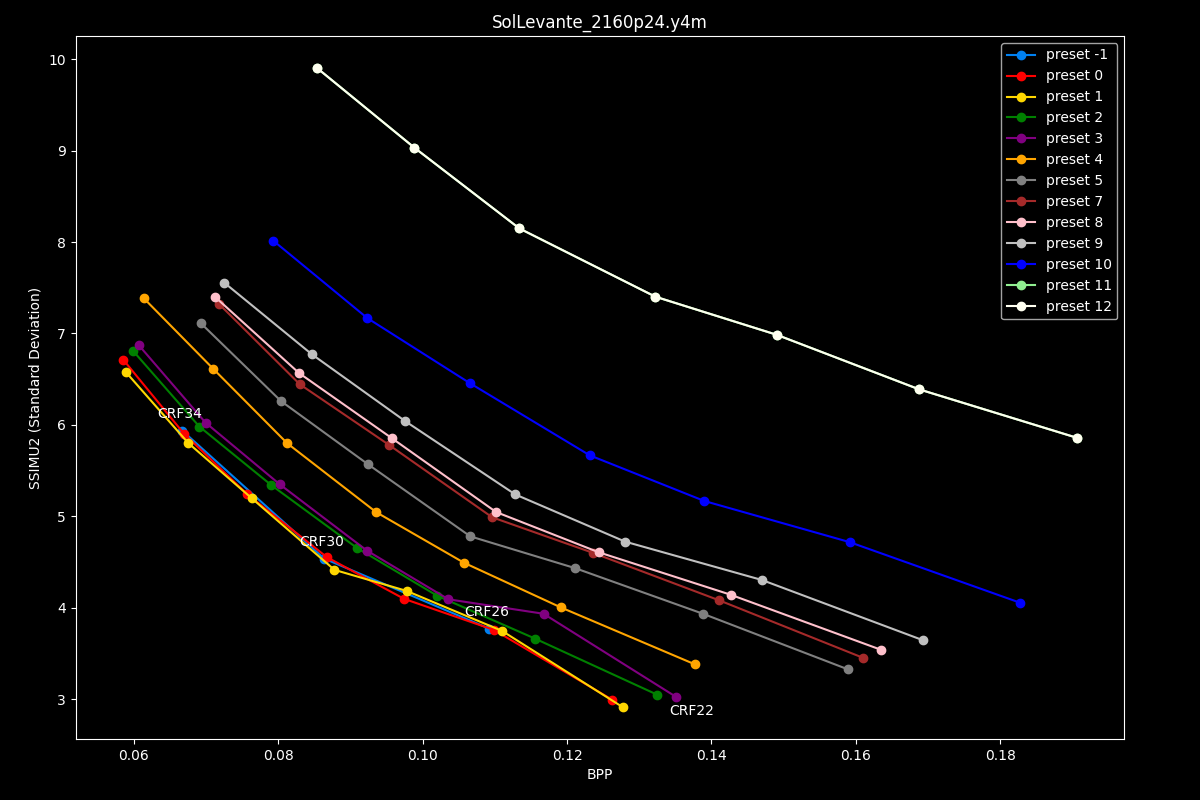 SolLevante_2160p24.y4m
preset -1
preset 0
preset 1
preset 2
preset 3
preset 4
preset 5
preset 7
preset 8
preset 9
preset 10
preset 11
preset 12
10
9
8
7
6
5
4
3
SSIMU2 (Standard Deviation)
CRF34
CRF30
CRF26
CRF22
0.06 0.08 0.10 0.12 0.14 0.16 0.18
BPP